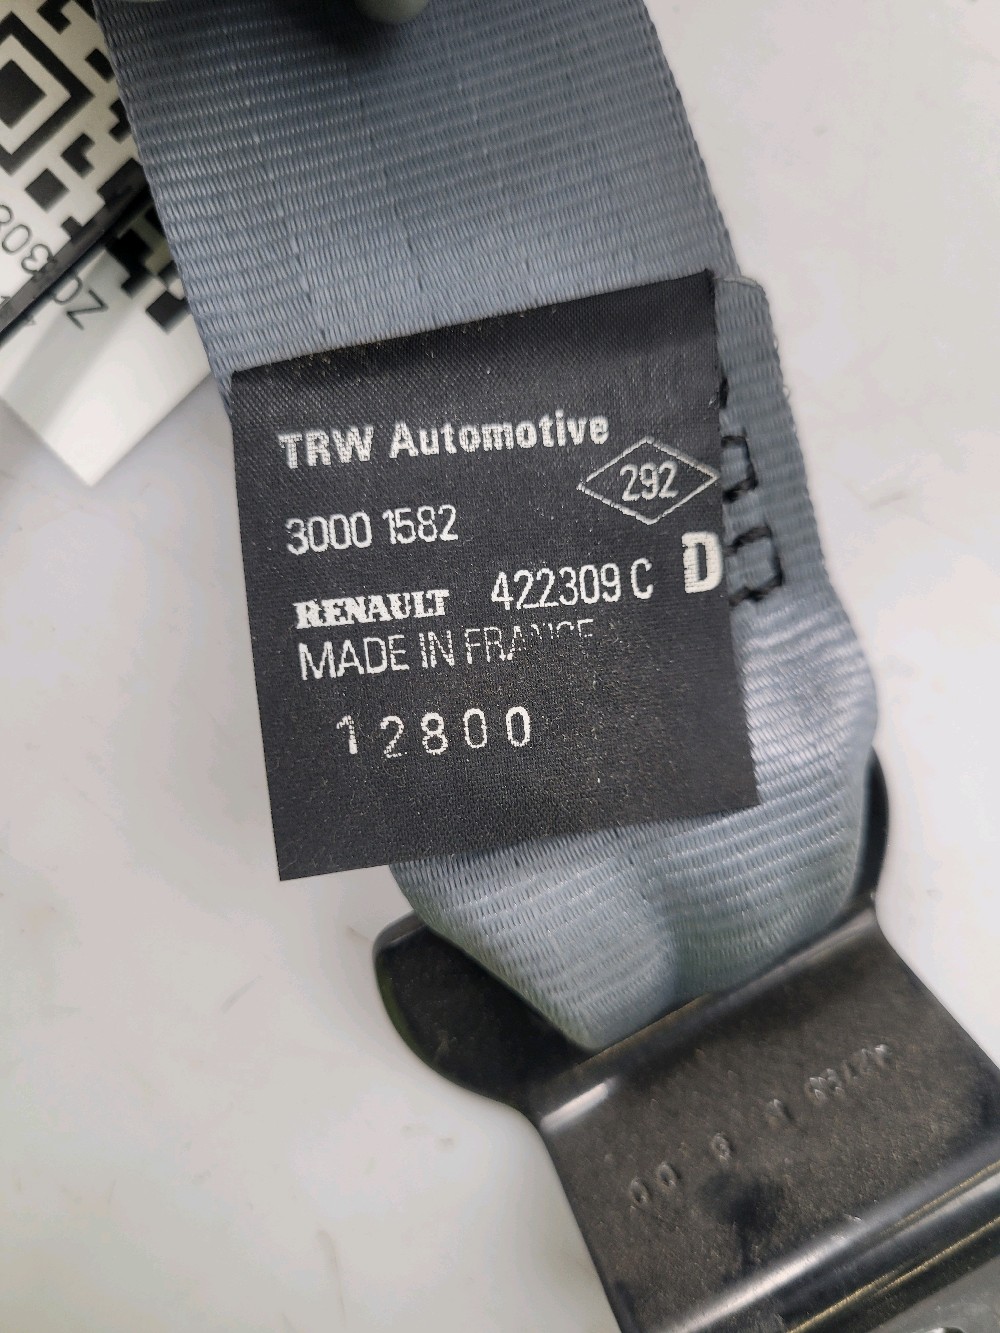 TRW Automotive
292
3000 1582
RENAULT 422309 C D
MADE IN FRANCE
12800